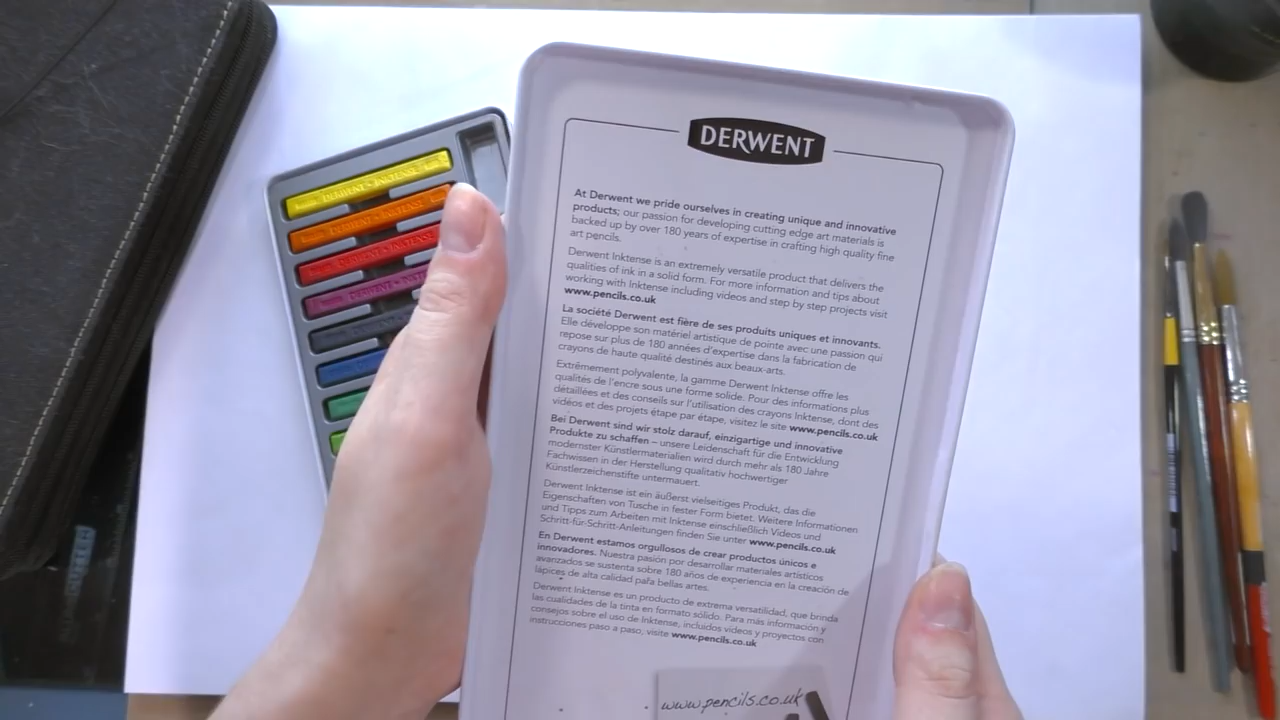 DERWENT
At Derwent we pride ourselves in creating unique and innovative
products; our passion for developing cutting edge art materials is
backed up by over 180 years of expertise in crafting high quality fine
art pencils.
Derwent Inktense is an extremely versatile product that delivers the
qualities of ink in a solid form. For more information and tips about
working with Inktense including videos and step by step projects visit
www.pencils.co.uk
La société Derwent est fière de ses produits uniques et innovants.
Elle développe son matériel artistique de pointe avec une passion qui
repose sur plus de 180 années d'expertise dans la fabrication de
crayons de haute qualité destinés aux beaux-arts.
Extrêmement polyvalente, la gamme Derwent Inktense offre les
qualités de l'encre sous une forme solide. Pour des informations plus
détaillées et des conseils sur l'utilisation des crayons Inktense, dont des
vidéos et des projets étape par étape, visitez le site www.pencils.co.uk
Bei Derwent sind wir stolz darauf, einzigartige und innovative
Produkte zu schaffen – unsere Leidenschaft für die Entwicklung
modernster Künstlermaterialien wird durch mehr als 180 Jahre
Fachwissen in der Herstellung qualitativ hochwertiger
Künstlerzeichenstifte untermauert.
Derwent Inktense ist ein äußerst vielseitiges Produkt, das die
Eigenschaften von Tusche in fester Form bietet. Weitere Informationen
und Tipps zum Arbeiten mit Inktense einschließlich Videos und
Schritt-für-Schritt-Anleitungen finden Sie unter www.pencils.co.uk
En Derwent estamos orgullosos de crear productos únicos e
innovadores. Nuestra pasión por desarrollar materiales artísticos
avanzados se sustenta sobre 180 años de experiencia en la creación de
lápices de alta calidad para bellas artes.
Derwent Inktense es un producto de extrema versatilidad, que brinda
las cualidades de la tinta en formato sólido. Para más información y
consejos sobre el uso de Inktense, incluidos videos y proyectos con
instrucciones paso a paso, visite www.pencils.co.uk
www.pencils.co.uk
DERWENT • INKTENSE
DERWENT • INKTENSE
DERWENT • INKTENSE
DERWENT